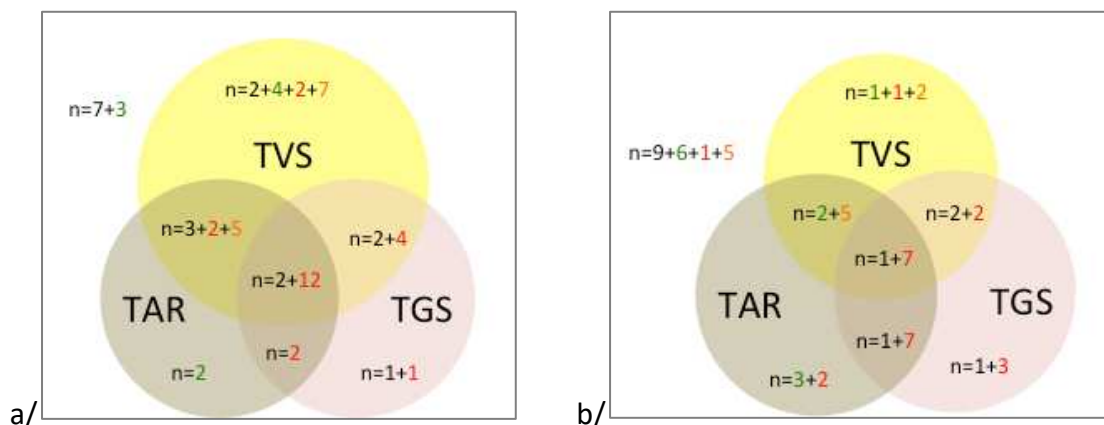 n=2+4+2+7
n=7+3
TVS
n=3+2+5
n=2+4
n=2+12
TAR
TGS
n=2
n=2
n=1+1
a/
n=1+1+2
n=9+6+1+5
TVS
n=2+5
n=2+2
n=1+7
TAR
TGS
n=1+7
n=3+2
n=1+3
b/